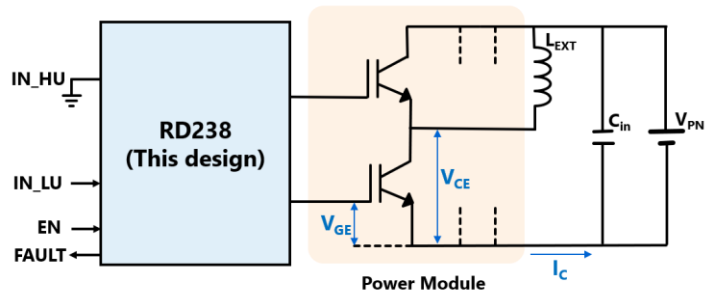 IN_HU
RD238
(This design)
IN_LU
EN
FAULT
L_EXT
C_in
V_PN
V_CE
V_GE
I_C
Power Module